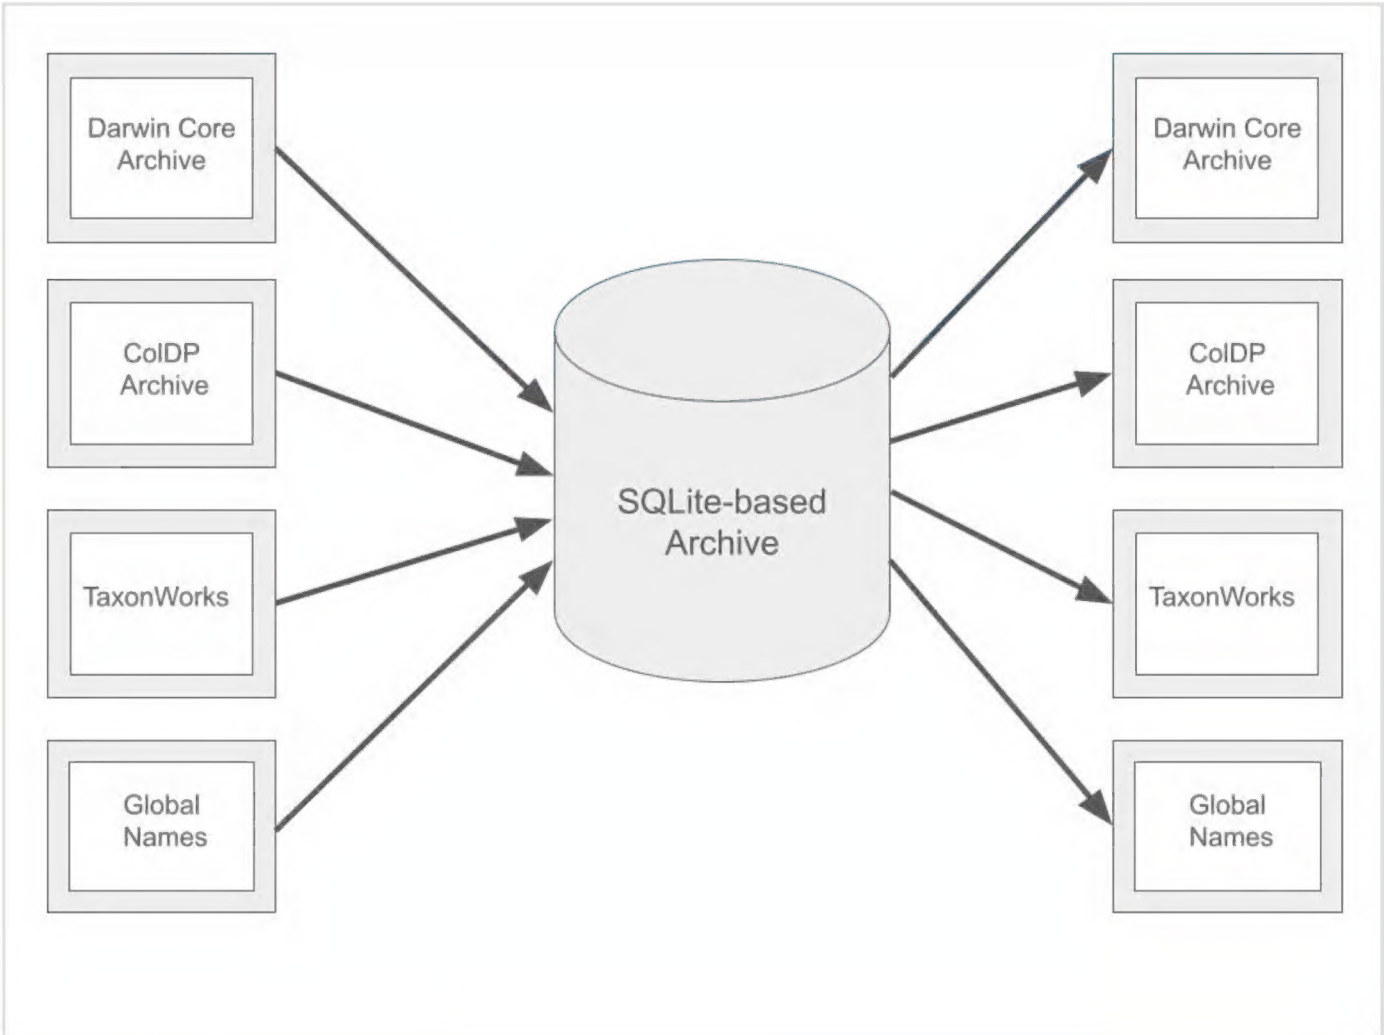 Darwin Core
Archive
ColDP
Archive
TaxonWorks
Global
Names
SQLite-based
Archive
Darwin Core
Archive
ColDP
Archive
TaxonWorks
Global
Names